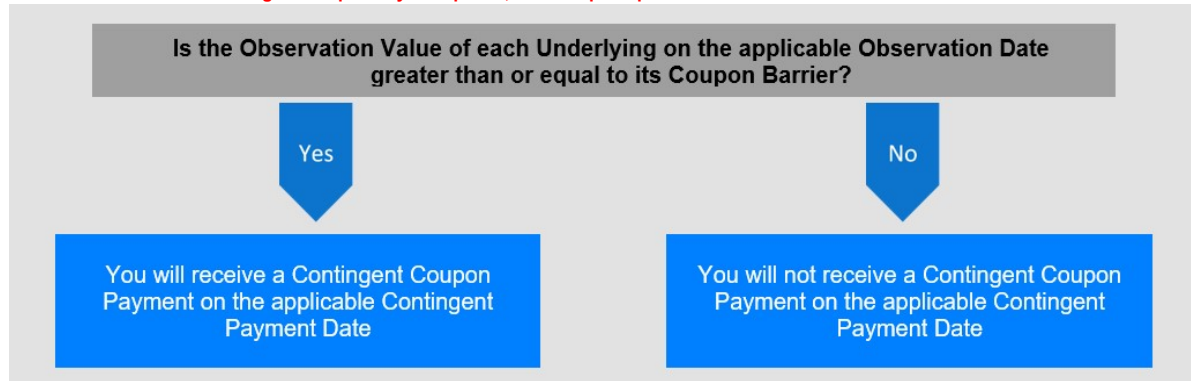 Is the Observation Value of each Underlying on the applicable Observation Date
greater than or equal to its Coupon Barrier?
Yes
No
You will receive a Contingent Coupon
Payment on the applicable Contingent
Payment Date
You will not receive a Contingent Coupon
Payment on the applicable Contingent
Payment Date